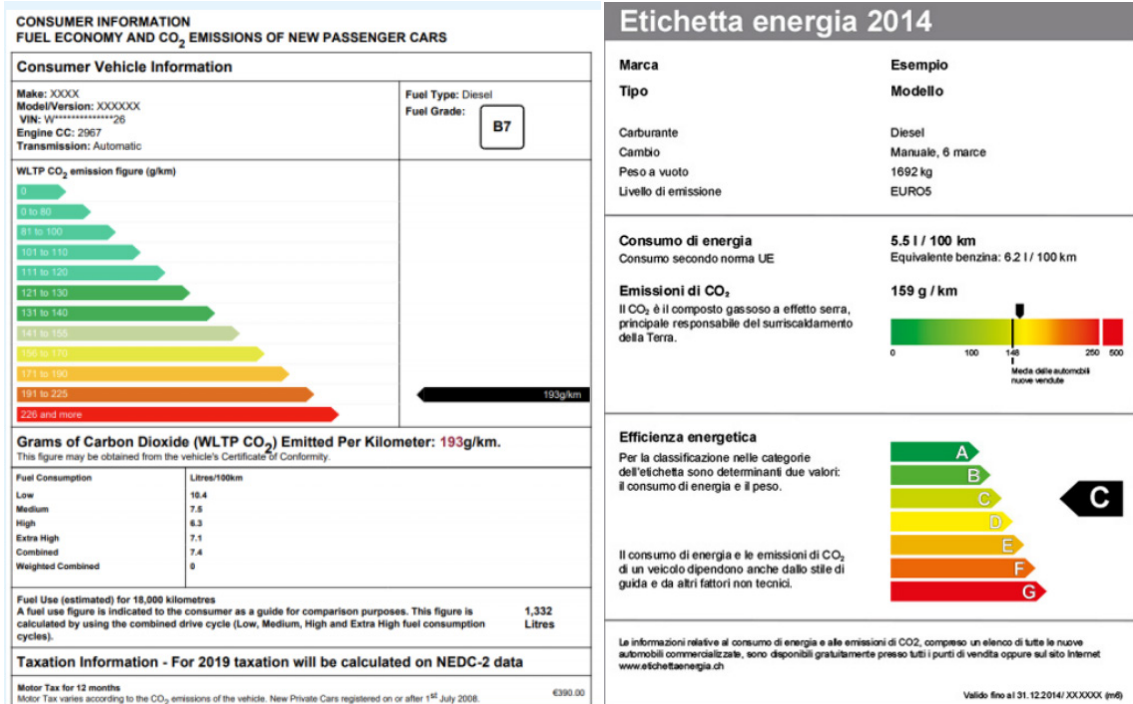 CONSUMER INFORMATION
FUEL ECONOMY AND CO2 EMISSIONS OF NEW PASSENGER CARS
Consumer Vehicle Information
Make: XXXX
Model/Version: XXXXXX
VIN: W**************26
Engine CC: 2967
Transmission: Automatic
Fuel Type: Diesel
Fuel Grade:
B7
WLTP CO2 emission figure (g/km)
0
0 to 80
81 to 100
101 to 110
111 to 120
121 to 130
131 to 140
141 to 155
156 to 170
171 to 190
191 to 225
193g/km
226 and more
Grams of Carbon Dioxide (WLTP CO2) Emitted Per Kilometer: 193g/km.
This figure may be obtained from the vehicle's Certificate of Conformity.
Fuel Consumption Litres/100km
Low 10.4
Medium 7.5
High 6.3
Extra High 7.1
Combined 7.4
Weighted Combined 0
Fuel Use (estimated) for 18,000 kilometres
A fuel use figure is indicated to the consumer as a guide for comparison purposes. This figure is
calculated by using the combined drive cycle (Low, Medium, High and Extra High fuel consumption
cycles).
1,332
Litres
Taxation Information - For 2019 taxation will be calculated on NEDC-2 data
Motor Tax for 12 months
Motor Tax varies according to the CO2 emissions of the vehicle. New Private Cars registered on or after 1st July 2008.
€390.00
Etichetta energia 2014
Marca Esempio
Tipo Modello
Carburante Diesel
Cambio Manuale, 6 marce
Peso a vuoto 1692 kg
Livello di emissione EURO5
Consumo di energia 5.5 l / 100 km
Consumo secondo norma UE Equivalente benzina: 6.2 l / 100 km
Emissioni di CO2 159 g / km
Il CO2 è il composto gassoso a effetto serra,
principale responsabile del surriscaldamento
della Terra.
0 100 148 250 500
Media delle automobili
nuove vendute
Efficienza energetica
Per la classificazione nelle categorie
dell'etichetta sono determinanti due valori:
il consumo di energia e il peso.
Il consumo di energia e le emissioni di CO2
di un veicolo dipendono anche dallo stile di
guida e da altri fattori non tecnici.
A
B
C
D
E
F
G
C
Le informazioni relative al consumo di energia e alle emissioni di CO2, compreso un elenco di tutte le nuove
automobili commercializzate, sono disponibili gratuitamente presso tutti i punti di vendita oppure sul sito Internet
www.etichettaenergia.ch
Valido fino al 31.12.2014/ XXXXXX (m6)